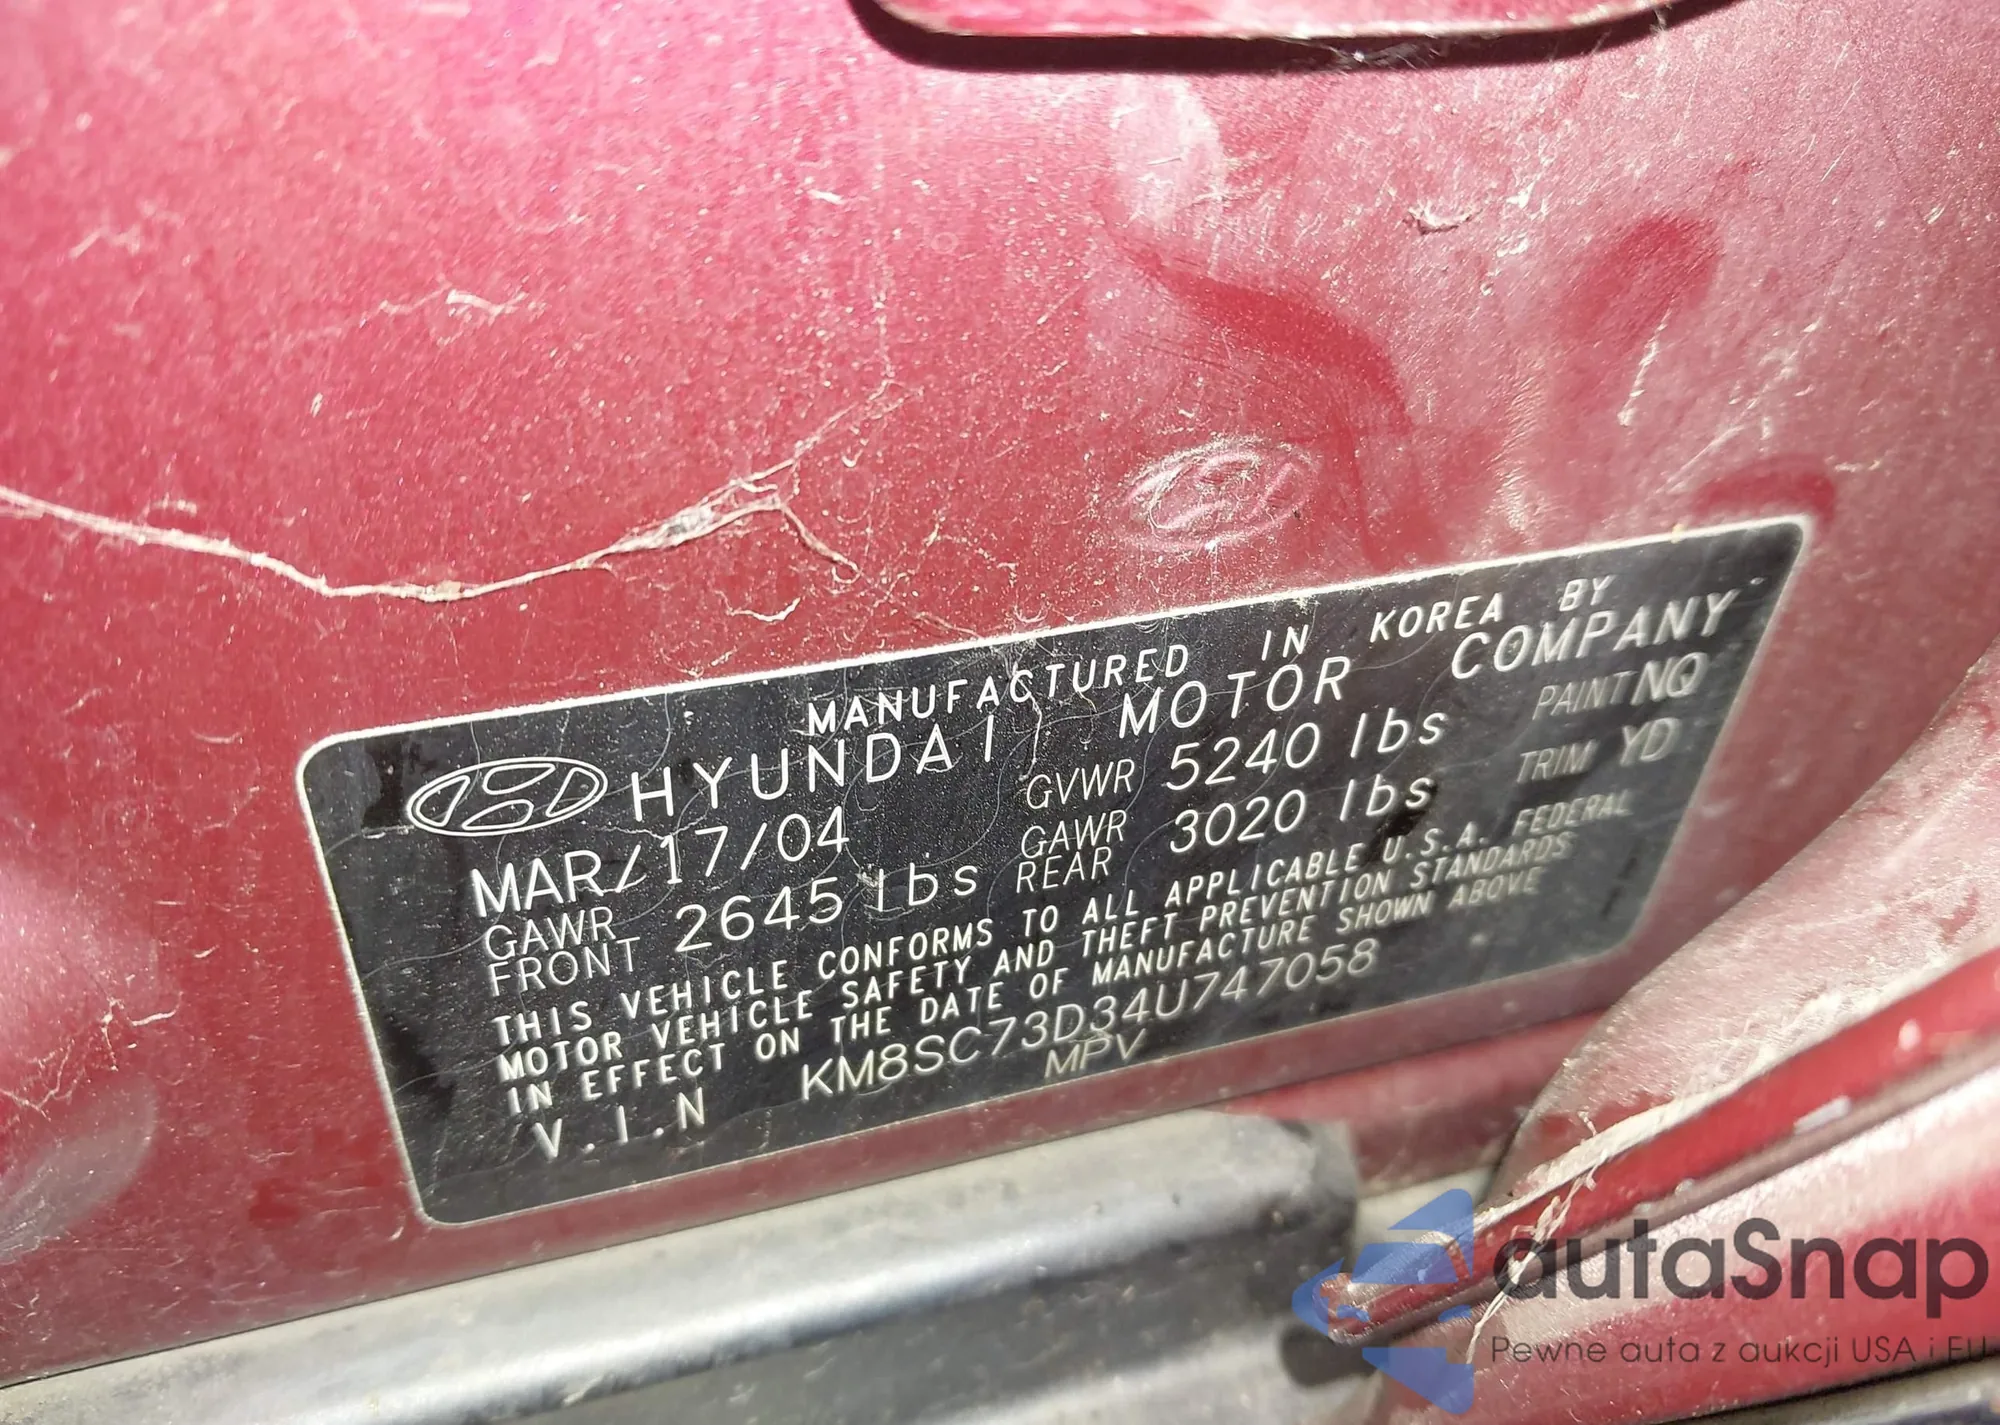 MANUFACTURED IN KOREA BY
HYUNDAI MOTOR COMPANY
MAR/17/04 GVWR 5240 lbs PAINT NQ
GAWR FRONT 2645 lbs GAWR REAR 3020 lbs TRIM YD
THIS VEHICLE CONFORMS TO ALL APPLICABLE U.S.A. FEDERAL
MOTOR VEHICLE SAFETY AND THEFT PREVENTION STANDARDS
IN EFFECT ON THE DATE OF MANUFACTURE SHOWN ABOVE
V.I.N KM8SC73D34U747058
MPV
autaSnap
Pewne auta z aukcji USA i EU